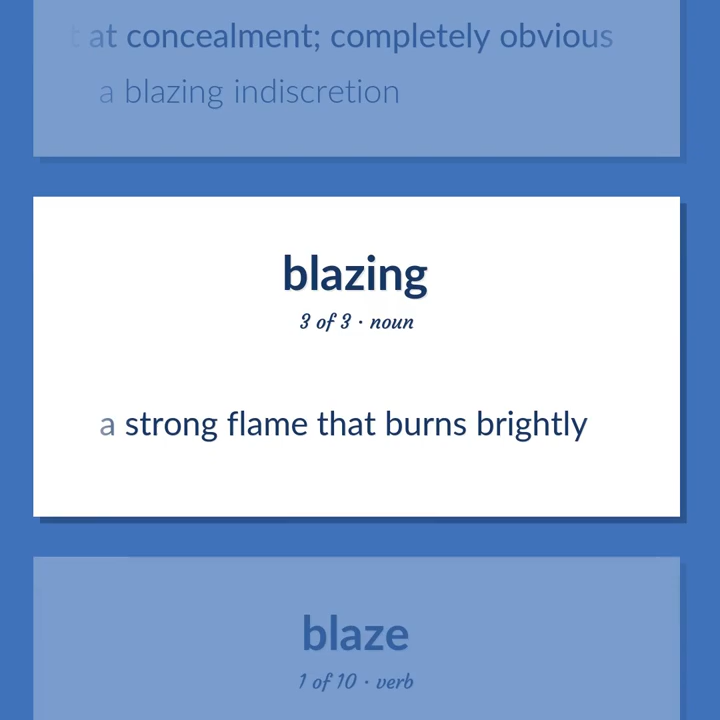 at concealment; completely obvious
a blazing indiscretion
blazing
3 of 3 · noun
a strong flame that burns brightly
blaze
1 of 10 · verb